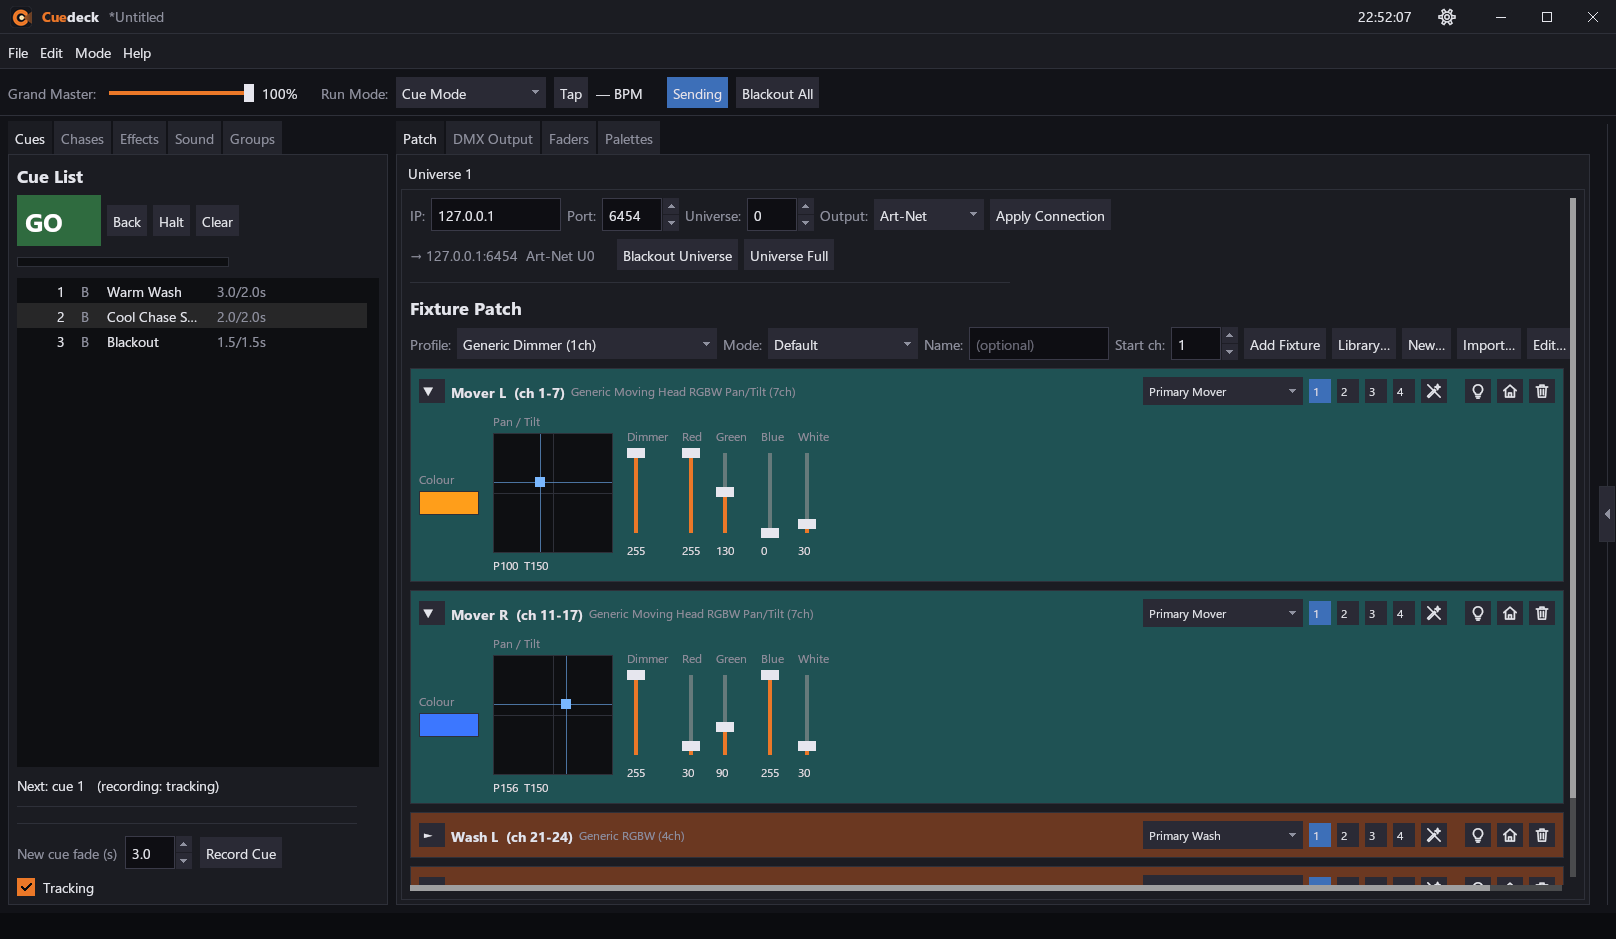 Cuedeck *Untitled 22:52:07
File Edit Mode Help
Grand Master: 100% Run Mode: Cue Mode Tap — BPM Sending Blackout All
Cues Chases Effects Sound Groups
Cue List
GO Back Halt Clear
1 B Warm Wash 3.0/2.0s
2 B Cool Chase S... 2.0/2.0s
3 B Blackout 1.5/1.5s
Next: cue 1 (recording: tracking)
New cue fade (s) 3.0 Record Cue
Tracking
Patch DMX Output Faders Palettes
Universe 1
IP: 127.0.0.1 Port: 6454 Universe: 0 Output: Art-Net Apply Connection
→ 127.0.0.1:6454 Art-Net U0 Blackout Universe Universe Full
Fixture Patch
Profile: Generic Dimmer (1ch) Mode: Default Name: (optional) Start ch: 1 Add Fixture Library... New... Import... Edit...
Mover L (ch 1-7) Generic Moving Head RGBW Pan/Tilt (7ch) Primary Mover 1 2 3 4
Pan / Tilt
Dimmer Red Green Blue White
Colour
255 255 130 0 30
P100 T150
Mover R (ch 11-17) Generic Moving Head RGBW Pan/Tilt (7ch) Primary Mover 1 2 3 4
Pan / Tilt
Dimmer Red Green Blue White
Colour
255 30 90 255 30
P156 T150
Wash L (ch 21-24) Generic RGBW (4ch) Primary Wash 1 2 3 4